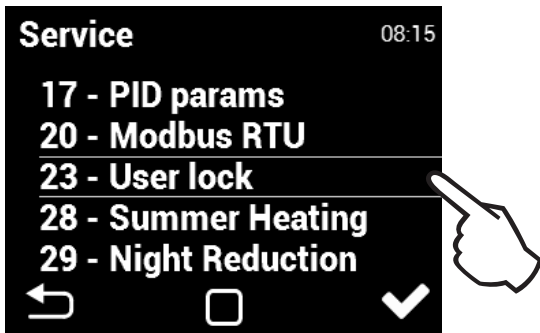 Service 08:15
17 - PID params
20 - Modbus RTU
23 - User lock
28 - Summer Heating
29 - Night Reduction